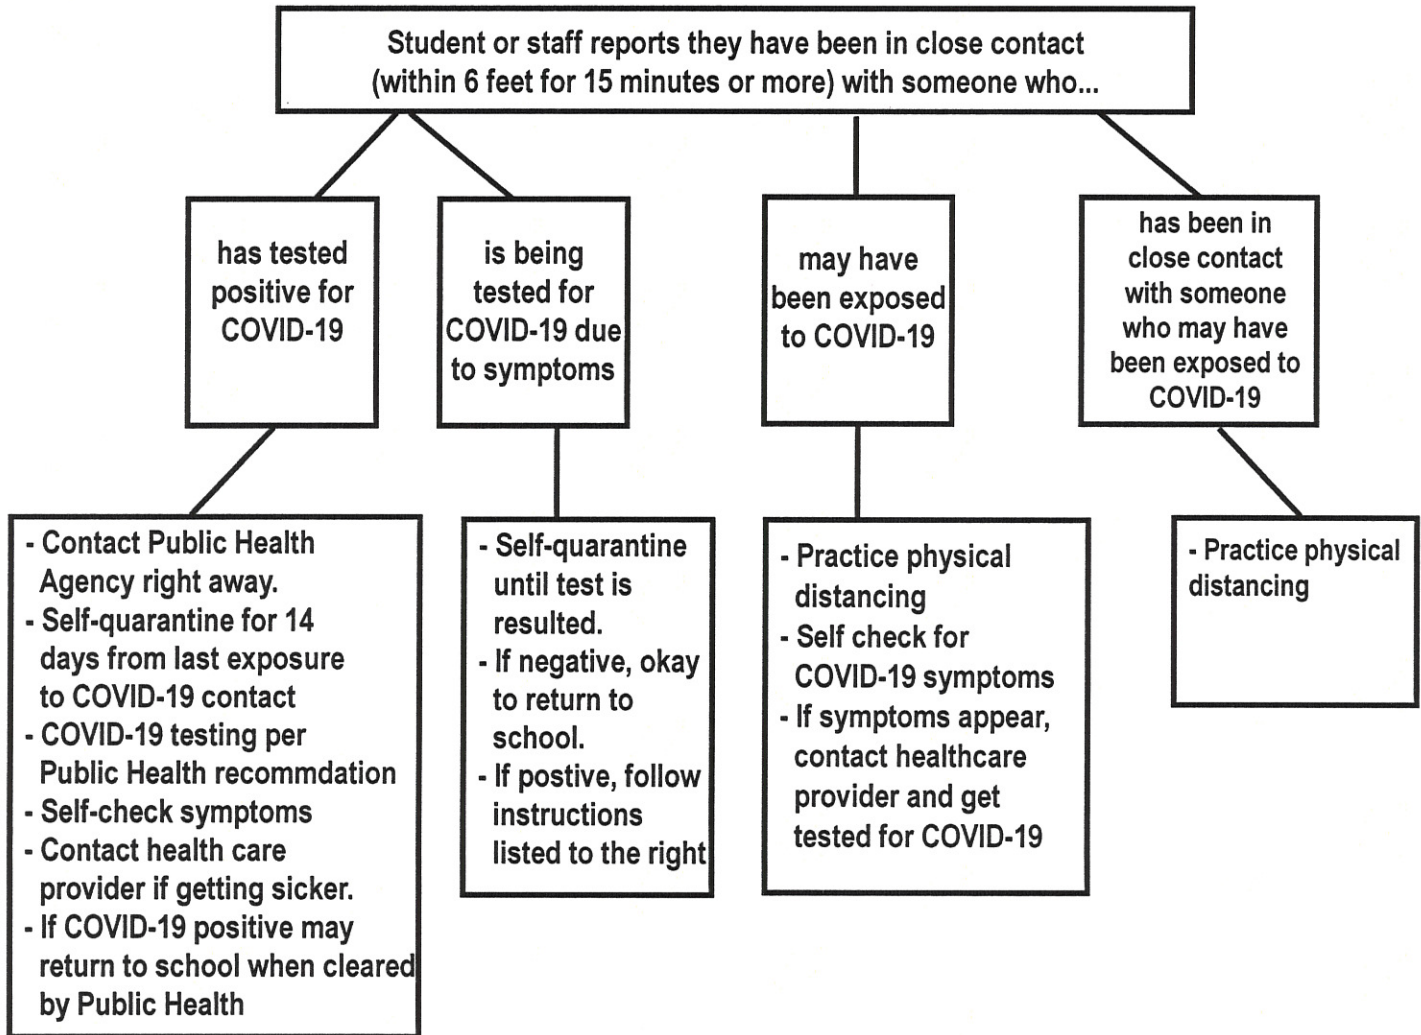 Student or staff reports they have been in close contact
(within 6 feet for 15 minutes or more) with someone who...
has tested
positive for
COVID-19
is being
tested for
COVID-19 due
to symptoms
may have
been exposed
to COVID-19
has been in
close contact
with someone
who may have
been exposed to
COVID-19
- Contact Public Health
Agency right away.
- Self-quarantine for 14
days from last exposure
to COVID-19 contact
- COVID-19 testing per
Public Health recommdation
- Self-check symptoms
- Contact health care
provider if getting sicker.
- If COVID-19 positive may
return to school when cleared
by Public Health
- Self-quarantine
until test is
resulted.
- If negative, okay
to return to
school.
- If postive, follow
instructions
listed to the right
- Practice physical
distancing
- Self check for
COVID-19 symptoms
- If symptoms appear,
contact healthcare
provider and get
tested for COVID-19
- Practice physical
distancing